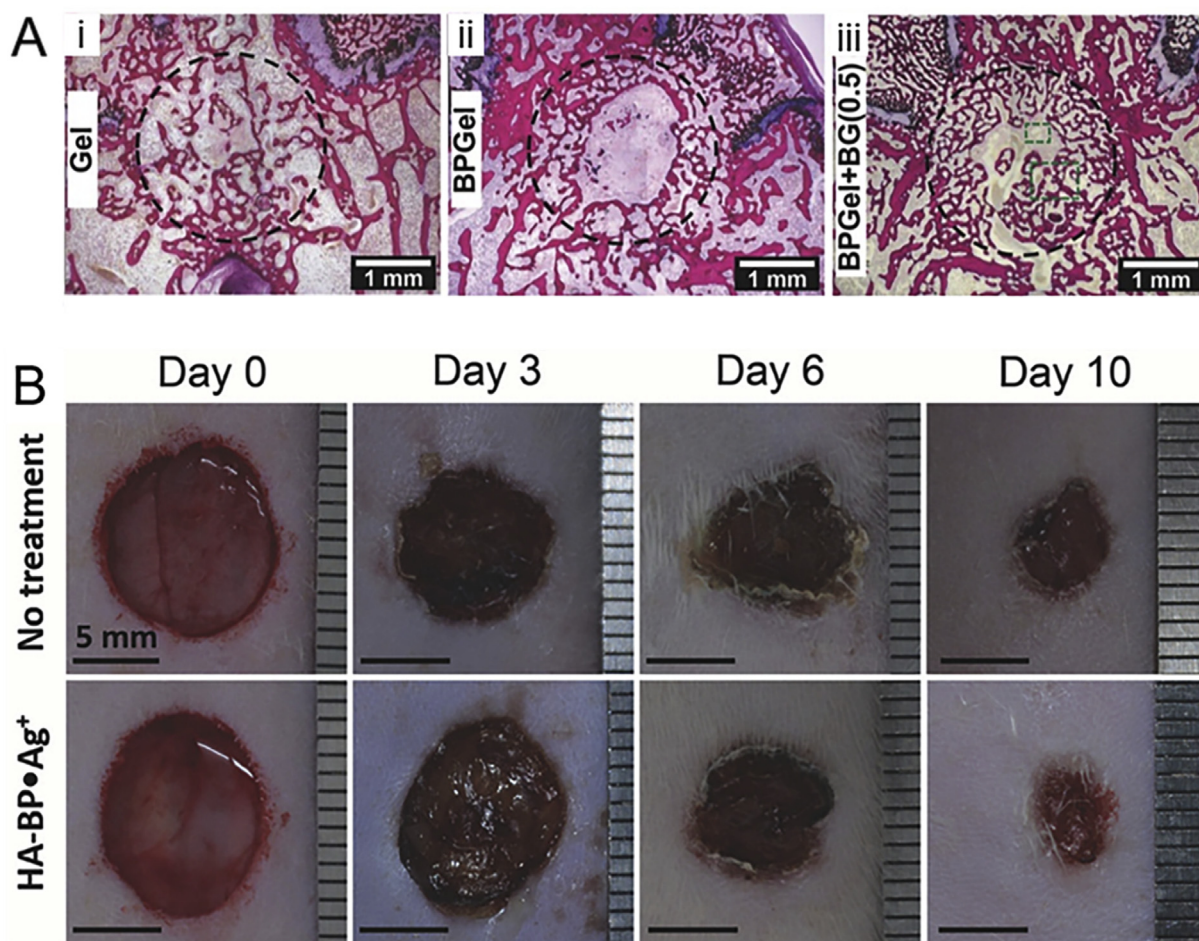 A
i
Gel
1 mm
ii
BPGel
1 mm
iii
BPGel+BG(0.5)
1 mm
B
Day 0
Day 3
Day 6
Day 10
No treatment
5 mm
HA-BP•Ag⁺